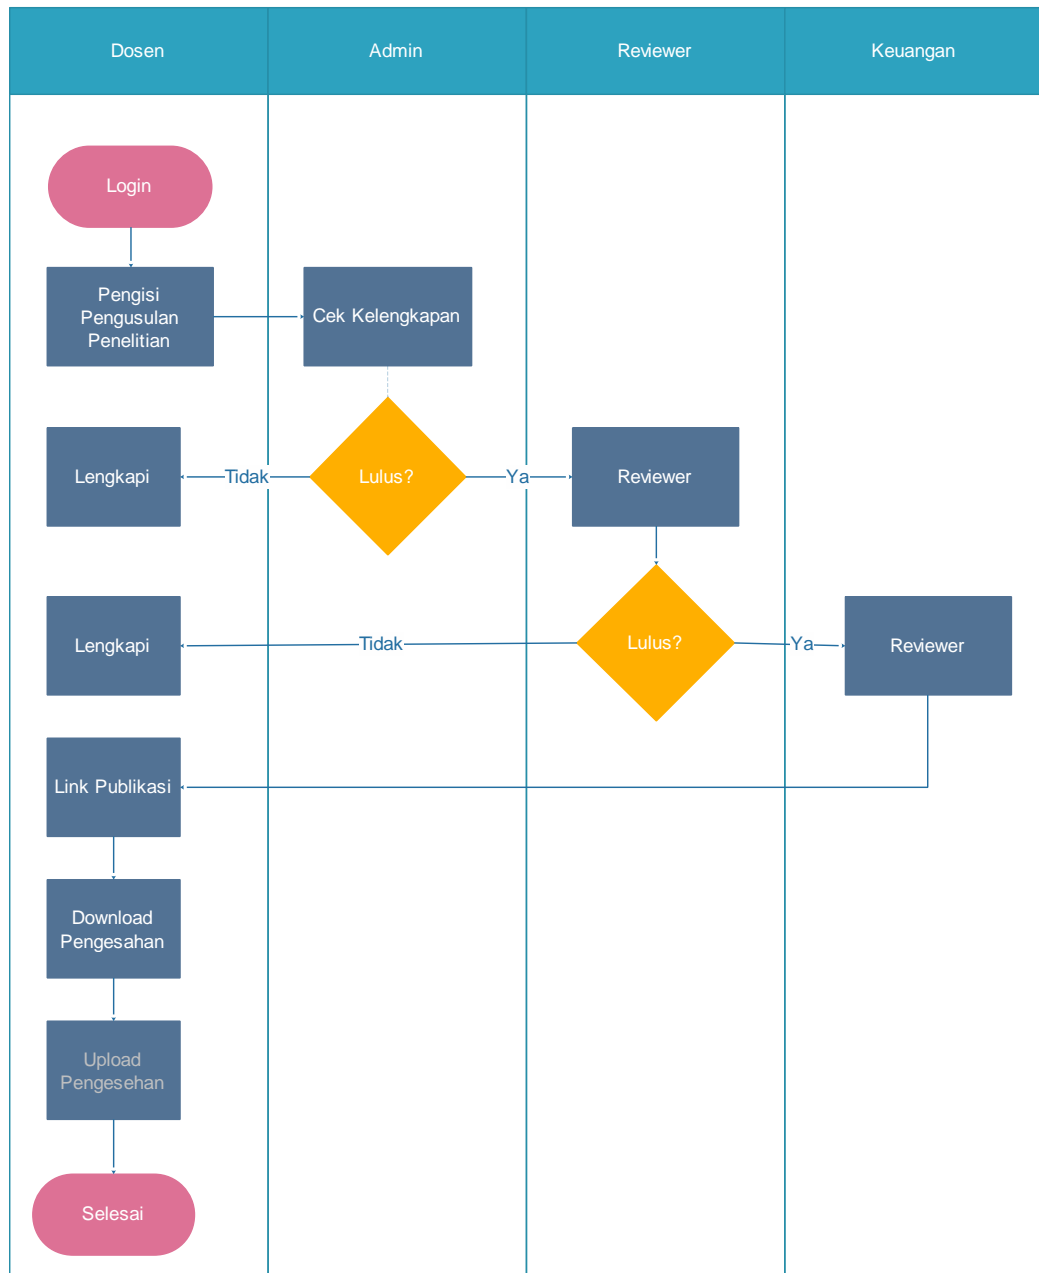 Dosen
Admin
Reviewer
Keuangan
Login
Pengisi
Pengusulan
Penelitian
Cek Kelengkapan
Lengkapi
Tidak
Lulus?
Ya
Reviewer
Lengkapi
Tidak
Lulus?
Ya
Reviewer
Link Publikasi
Download
Pengesahan
Upload
Pengesehan
Selesai